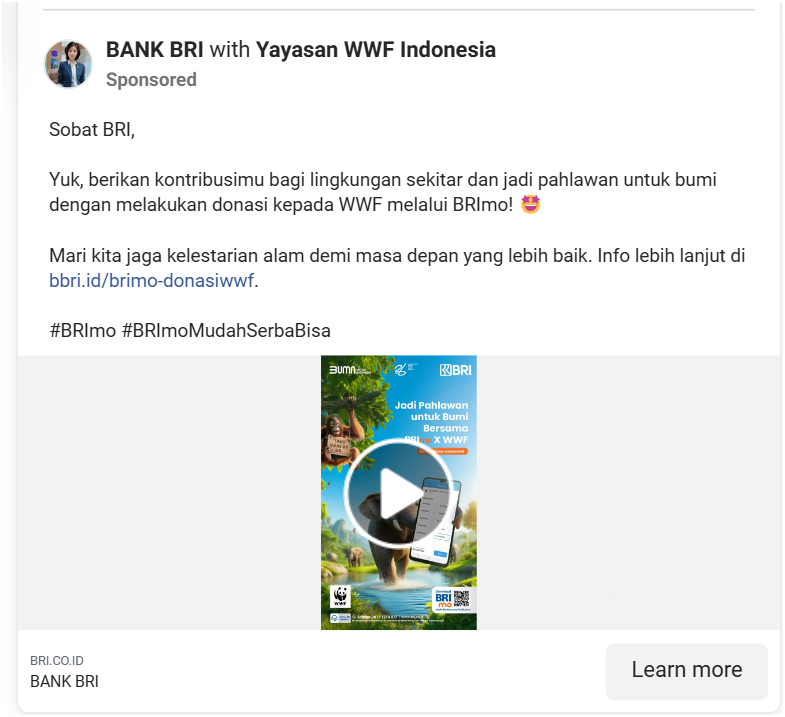 BANK BRI with Yayasan WWF Indonesia
Sponsored
Sobat BRI,
Yuk, berikan kontribusimu bagi lingkungan sekitar dan jadi pahlawan untuk bumi
dengan melakukan donasi kepada WWF melalui BRImo! 🤩
Mari kita jaga kelestarian alam demi masa depan yang lebih baik. Info lebih lanjut di
bbri.id/brimo-donasiwwf.
#BRImo #BRImoMudahSerbaBisa
BUMN
BRI
Jadi Pahlawan
untuk Bumi
Bersama
BRImo X WWF
WWF
BRI
mo
BRI.CO.ID
BANK BRI
Learn more